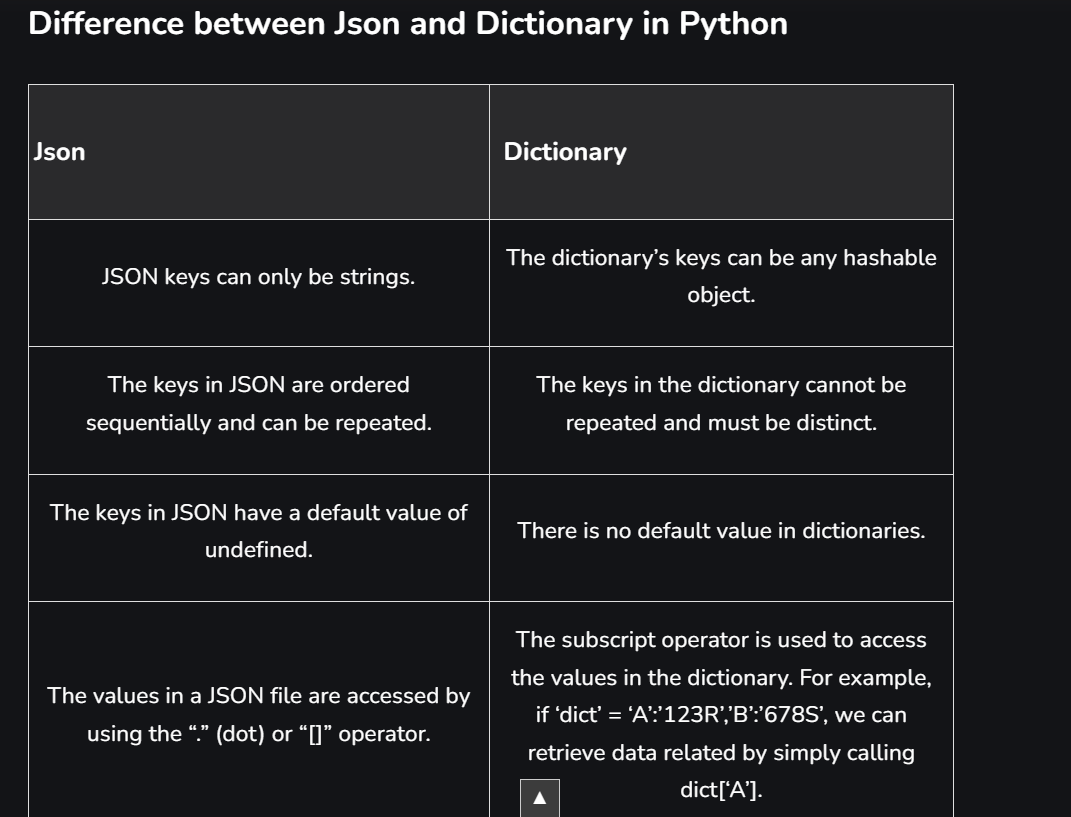 Difference between Json and Dictionary in Python
Json
Dictionary
JSON keys can only be strings.
The dictionary’s keys can be any hashable
object.
The keys in JSON are ordered
sequentially and can be repeated.
The keys in the dictionary cannot be
repeated and must be distinct.
The keys in JSON have a default value of
undefined.
There is no default value in dictionaries.
The values in a JSON file are accessed by
using the “.” (dot) or “[]” operator.
The subscript operator is used to access
the values in the dictionary. For example,
if ‘dict’ = ‘A’:’123R’,’B’:’678S’, we can
retrieve data related by simply calling
dict[‘A’].